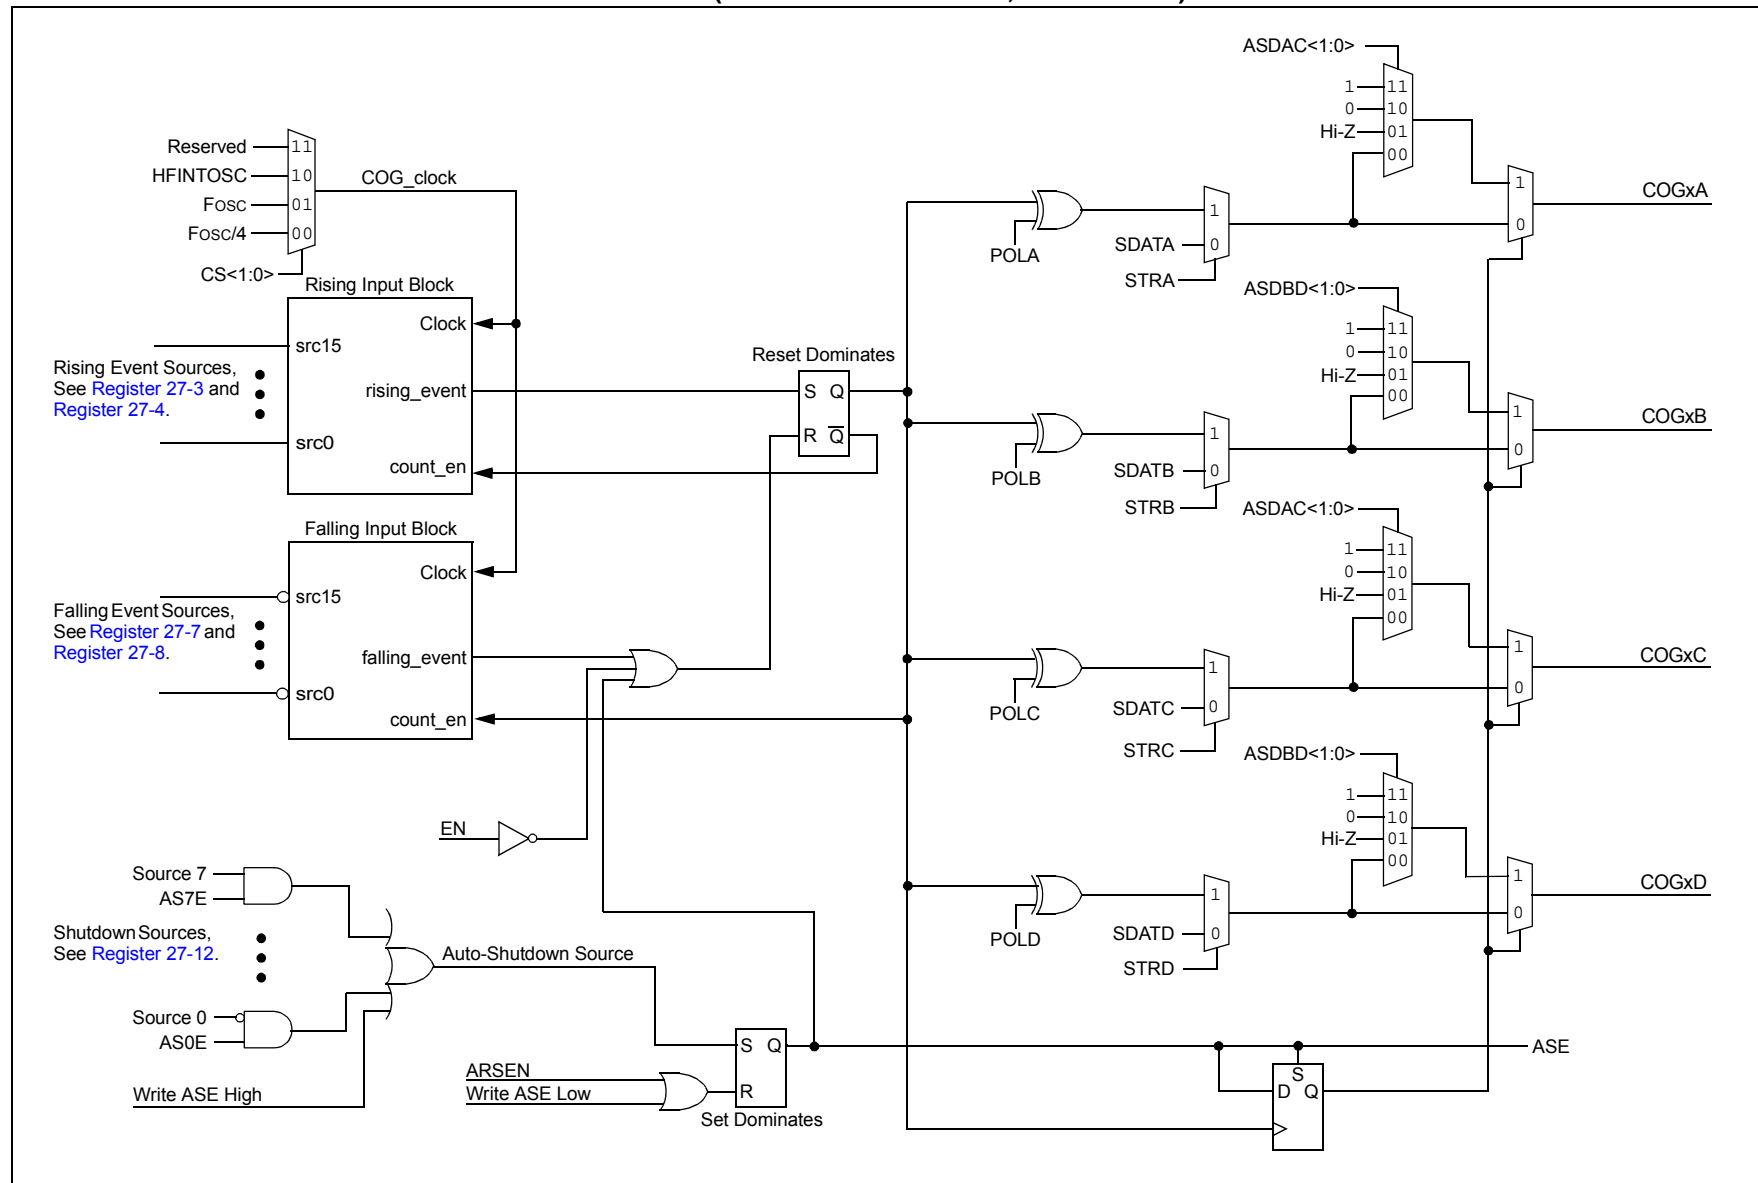 ASDAC<1:0>
1 11
0 10
Hi-Z 01
00
Reserved 11
HFINTOSC 10
Fosc 01
Fosc/4 00
CS<1:0>
COG_clock
1
0
COGxA
1
SDATA 0
POLA
STRA
Rising Input Block
Clock
src15
Rising Event Sources,
See Register 27-3 and
Register 27-4.
rising_event
src0
count_en
Reset Dominates
S Q
R Q
ASDBD<1:0>
1 11
0 10
Hi-Z 01
00
1
0
COGxB
1
SDATB 0
POLB
STRB
Falling Input Block
Clock
src15
Falling Event Sources,
See Register 27-7 and
Register 27-8.
falling_event
src0
count_en
ASDAC<1:0>
1 11
0 10
Hi-Z 01
00
1
0
COGxC
1
SDATC 0
POLC
STRC
ASDBD<1:0>
1 11
0 10
Hi-Z 01
00
1
0
COGxD
1
SDATD 0
POLD
STRD
EN
Source 7
AS7E
Shutdown Sources,
See Register 27-12.
Auto-Shutdown Source
Source 0
AS0E
Write ASE High
ARSEN
Write ASE Low
S Q
R
Set Dominates
ASE
S
D Q